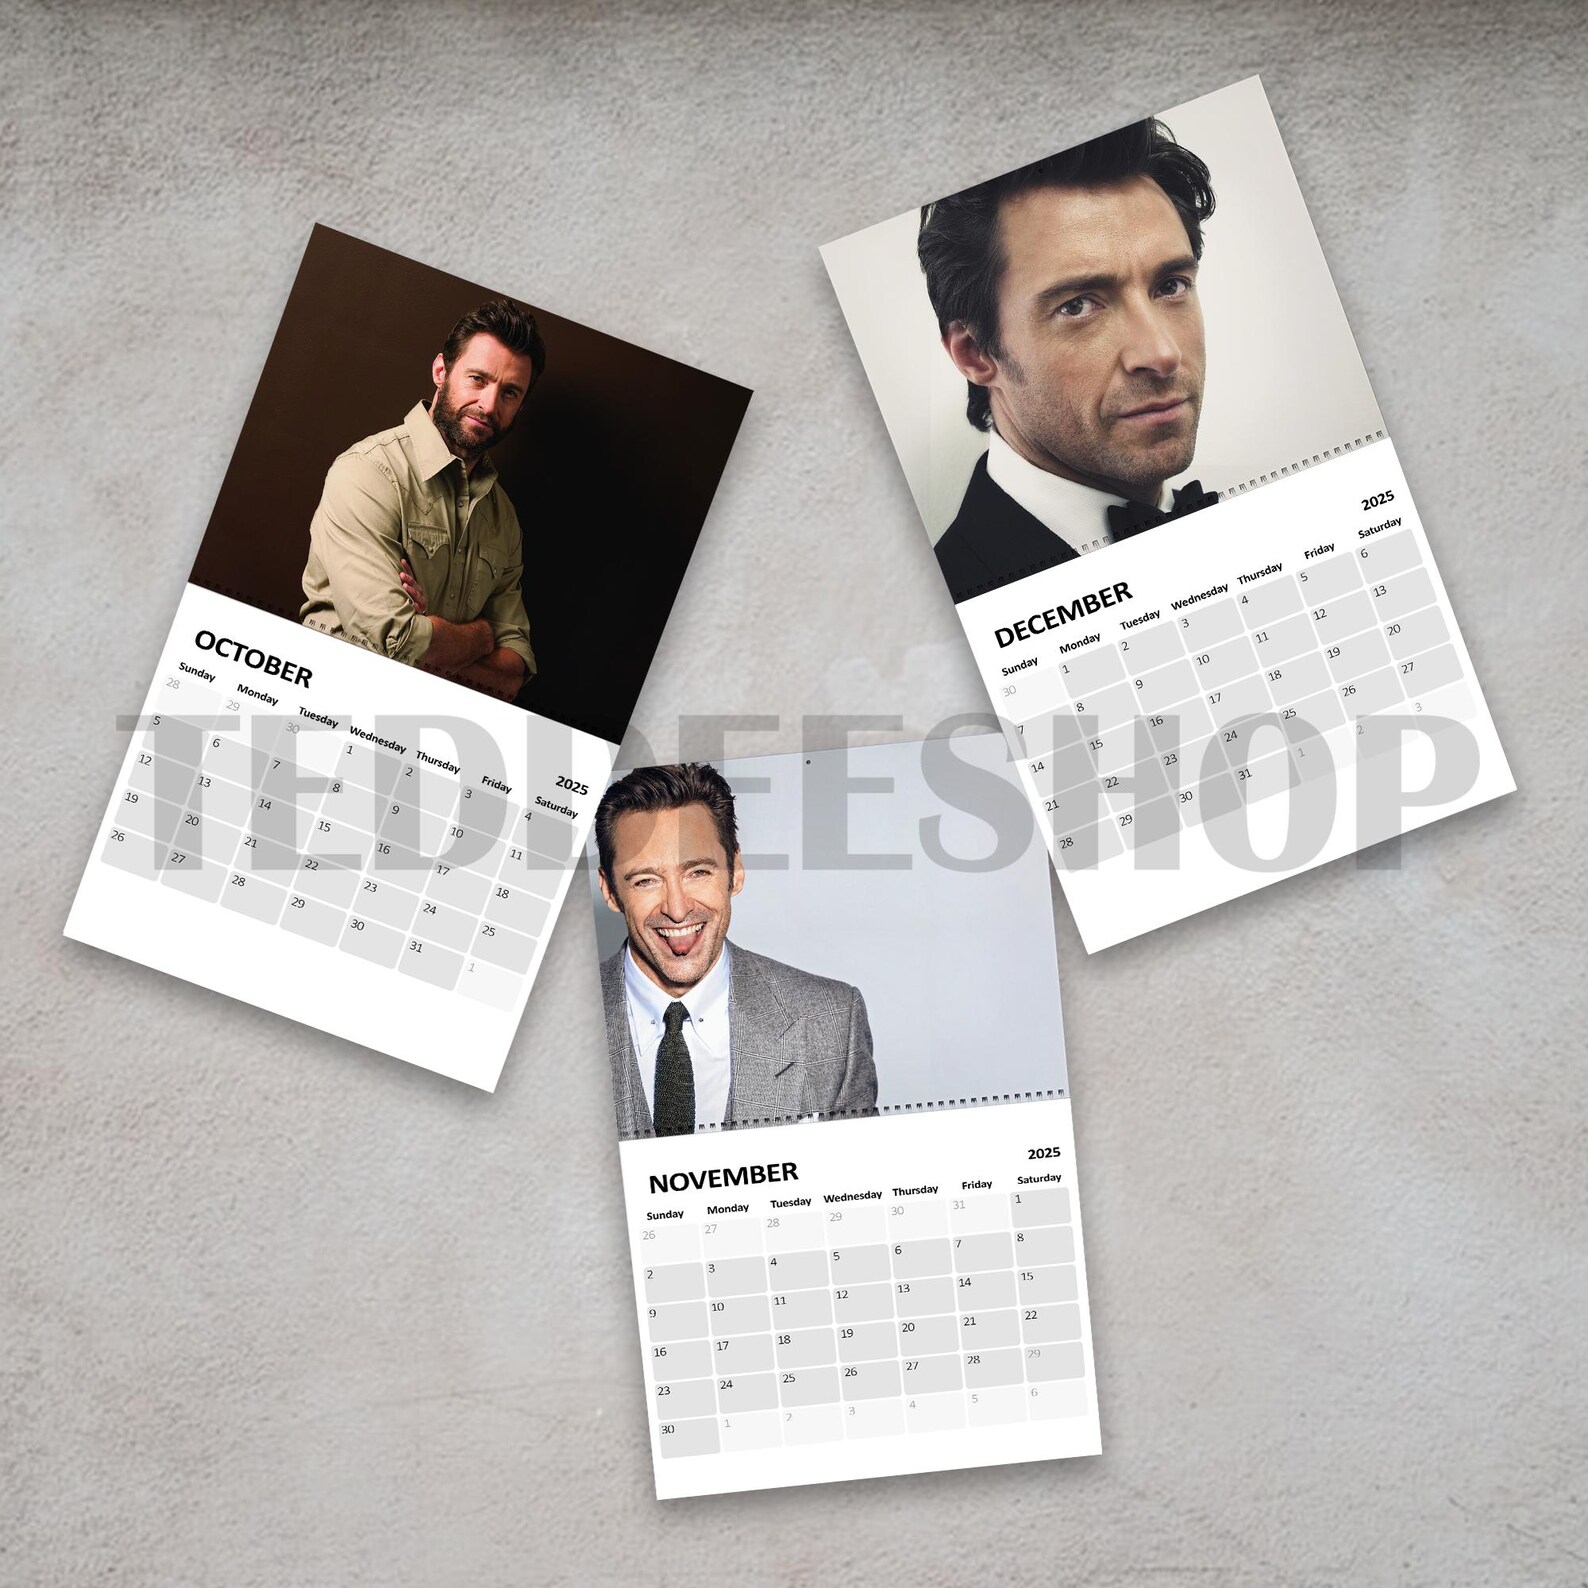 OCTOBER
2025
Sunday Monday Tuesday Wednesday Thursday Friday Saturday
28 29 30 1 2 3 4
5 6 7 8 9 10 11
12 13 14 15 16 17 18
19 20 21 22 23 24 25
26 27 28 29 30 31 1
DECEMBER
2025
Sunday Monday Tuesday Wednesday Thursday Friday Saturday
30 1 2 3 4 5 6
7 8 9 10 11 12 13
14 15 16 17 18 19 20
21 22 23 24 25 26 27
28 29 30 31 1 2 3
TEDDEESHOP
NOVEMBER
2025
Sunday Monday Tuesday Wednesday Thursday Friday Saturday
26 27 28 29 30 31 1
2 3 4 5 6 7 8
9 10 11 12 13 14 15
16 17 18 19 20 21 22
23 24 25 26 27 28 29
30 1 2 3 4 5 6